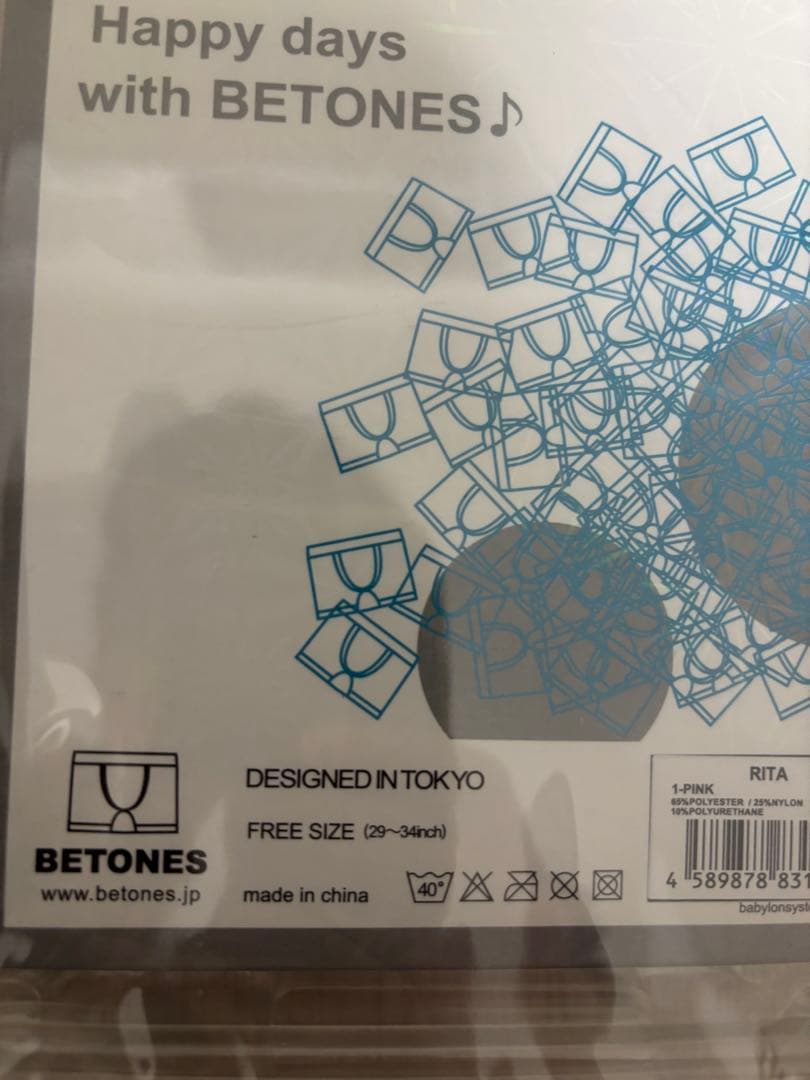 Happy days
with BETONES♪
BETONES
www.betones.jp
DESIGNED IN TOKYO
FREE SIZE (29〜34inch)
made in china
40°
RITA
1-PINK
65%POLYESTER / 25%NYLON
10%POLYURETHANE
4 589878 831
babylonsyst